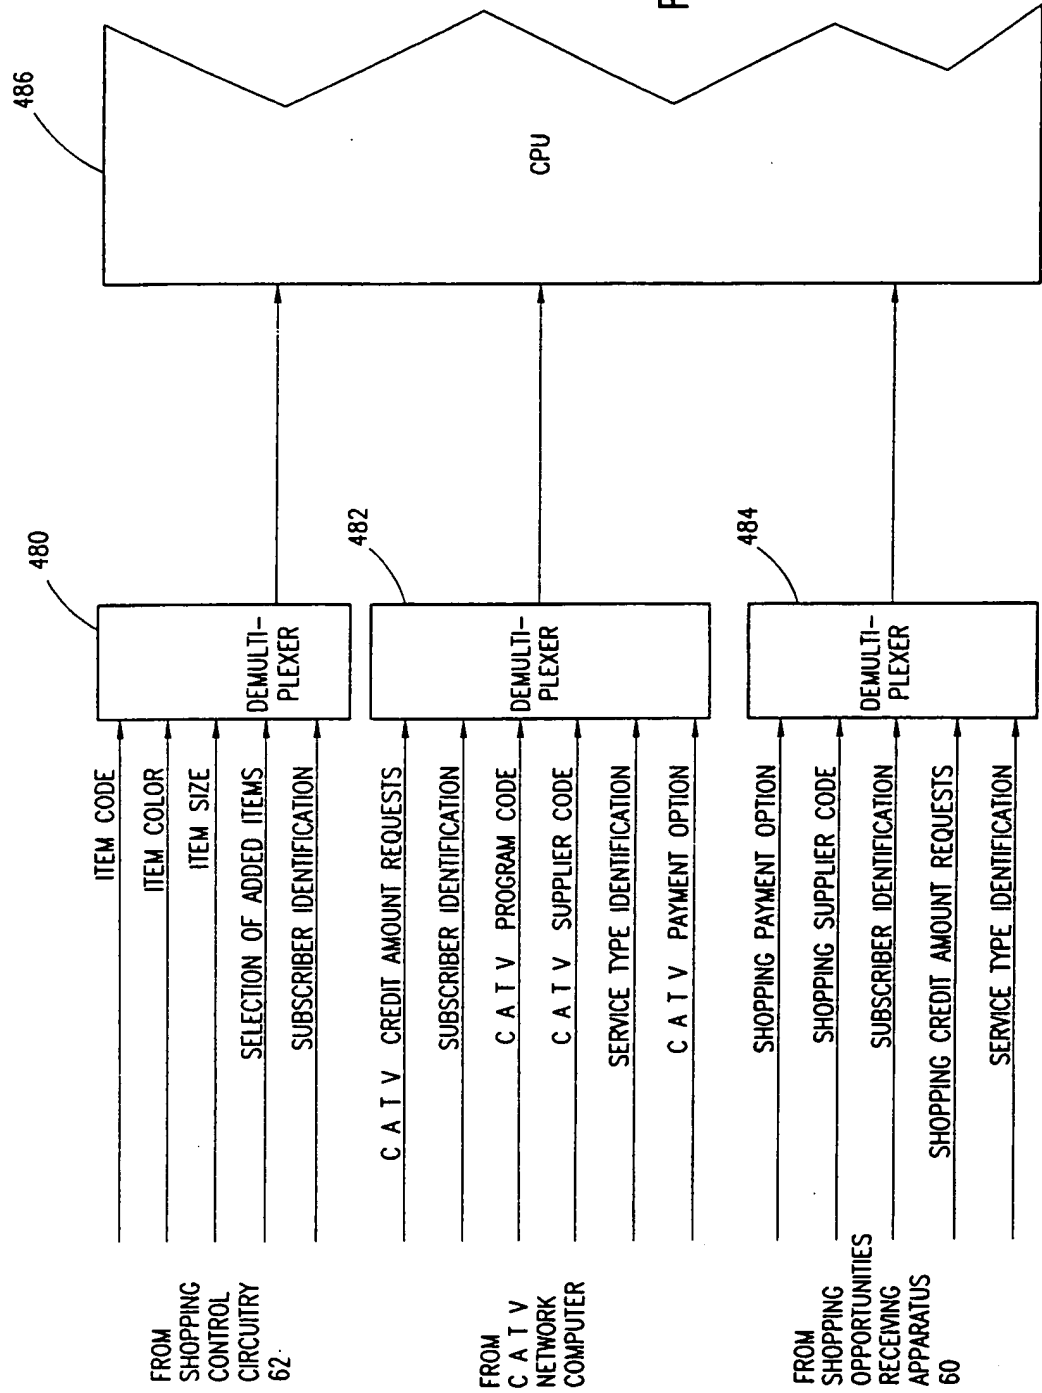 486
CPU
F
480
DEMULTI-
PLEXER
482
DEMULTI-
PLEXER
484
DEMULTI-
PLEXER
ITEM CODE
ITEM COLOR
ITEM SIZE
SELECTION OF ADDED ITEMS
SUBSCRIBER IDENTIFICATION
C A T V CREDIT AMOUNT REQUESTS
SUBSCRIBER IDENTIFICATION
C A T V PROGRAM CODE
C A T V SUPPLIER CODE
SERVICE TYPE IDENTIFICATION
C A T V PAYMENT OPTION
SHOPPING PAYMENT OPTION
SHOPPING SUPPLIER CODE
SUBSCRIBER IDENTIFICATION
SHOPPING CREDIT AMOUNT REQUESTS
SERVICE TYPE IDENTIFICATION
FROM
SHOPPING
CONTROL
CIRCUITRY
62
FROM
C A T V
NETWORK
COMPUTER
FROM
SHOPPING
OPPORTUNITIES
RECEIVING
APPARATUS
60